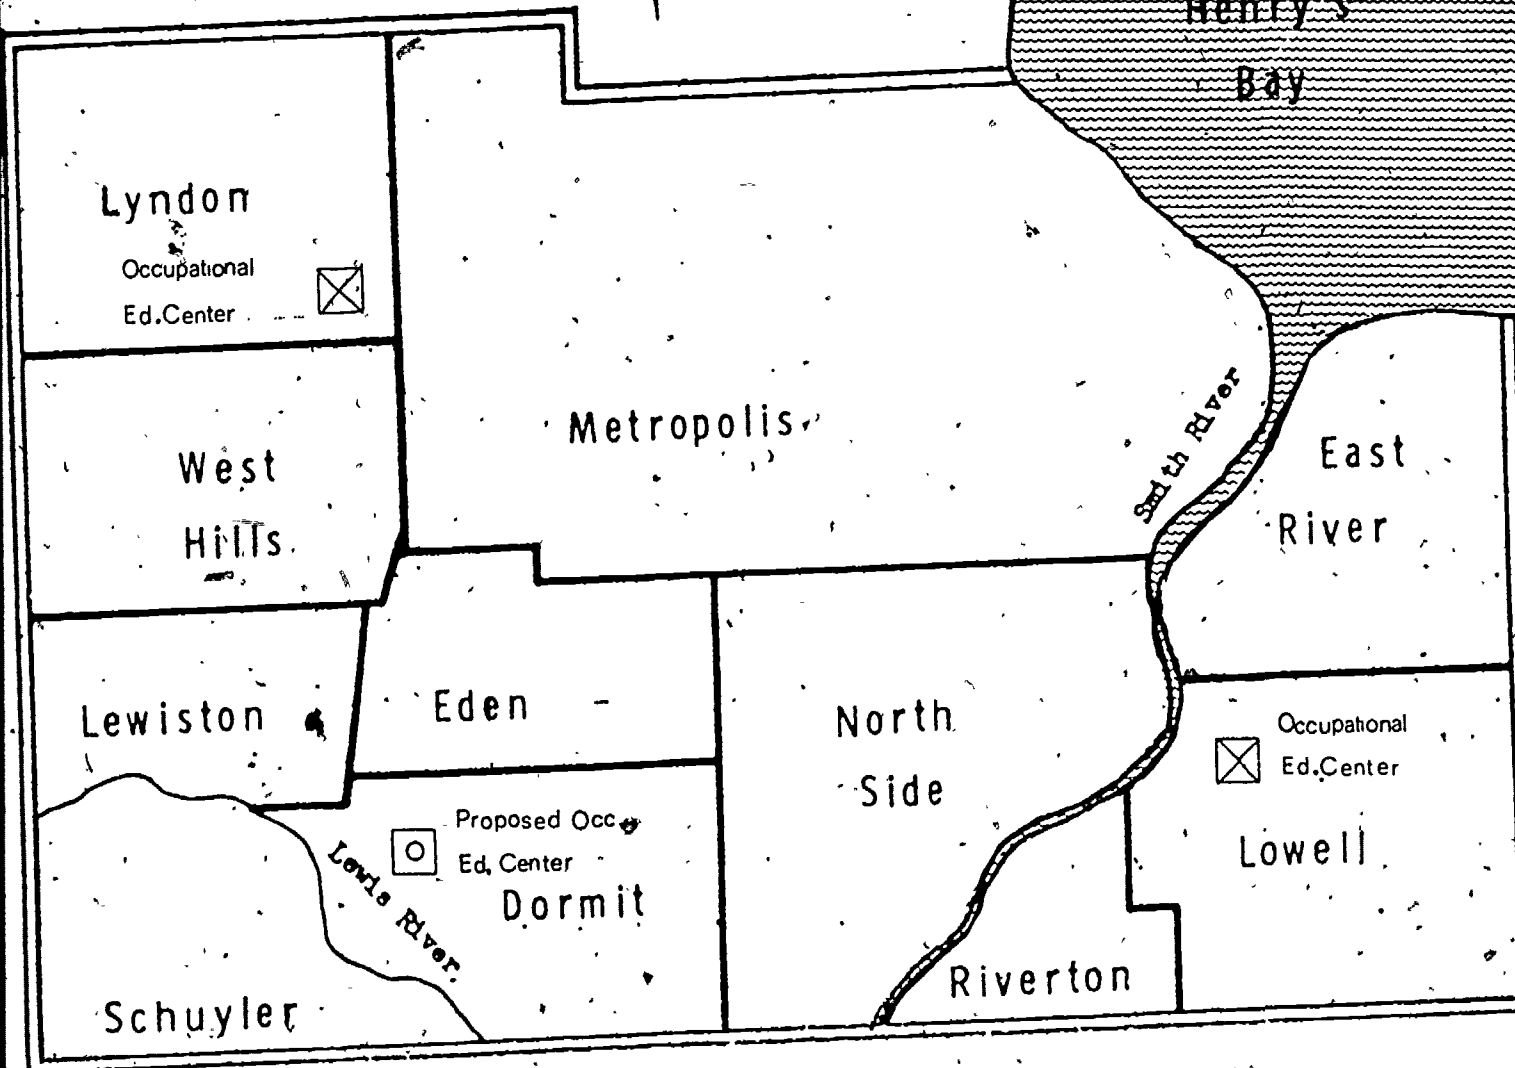 Henry's
Bay
Lyndon
Occupational
Ed.Center
Metropolis
West
Hills
Smith River
East
River
Lewiston
Eden
North
Side
Occupational
Ed.Center
Lowell
Proposed Occ.
Ed. Center
Dormit
Lewis River
Riverton
Schuyler